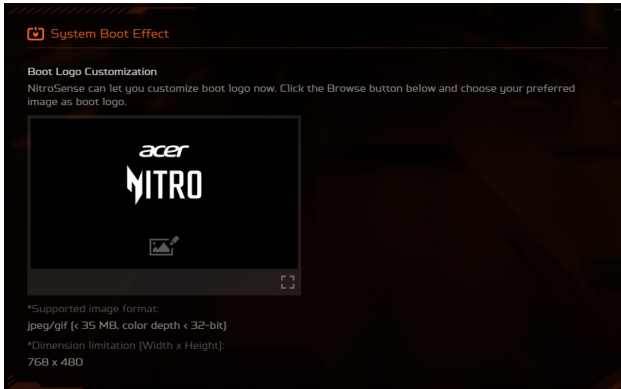 System Boot Effect
Boot Logo Customization
NitroSense can let you customize boot logo now. Click the Browse button below and choose your preferred
image as boot logo.
acer
NITRO
*Supported image format:
jpeg/gif (< 35 MB, color depth < 32-bit)
*Dimension limitation (Width x Height):
768 x 480